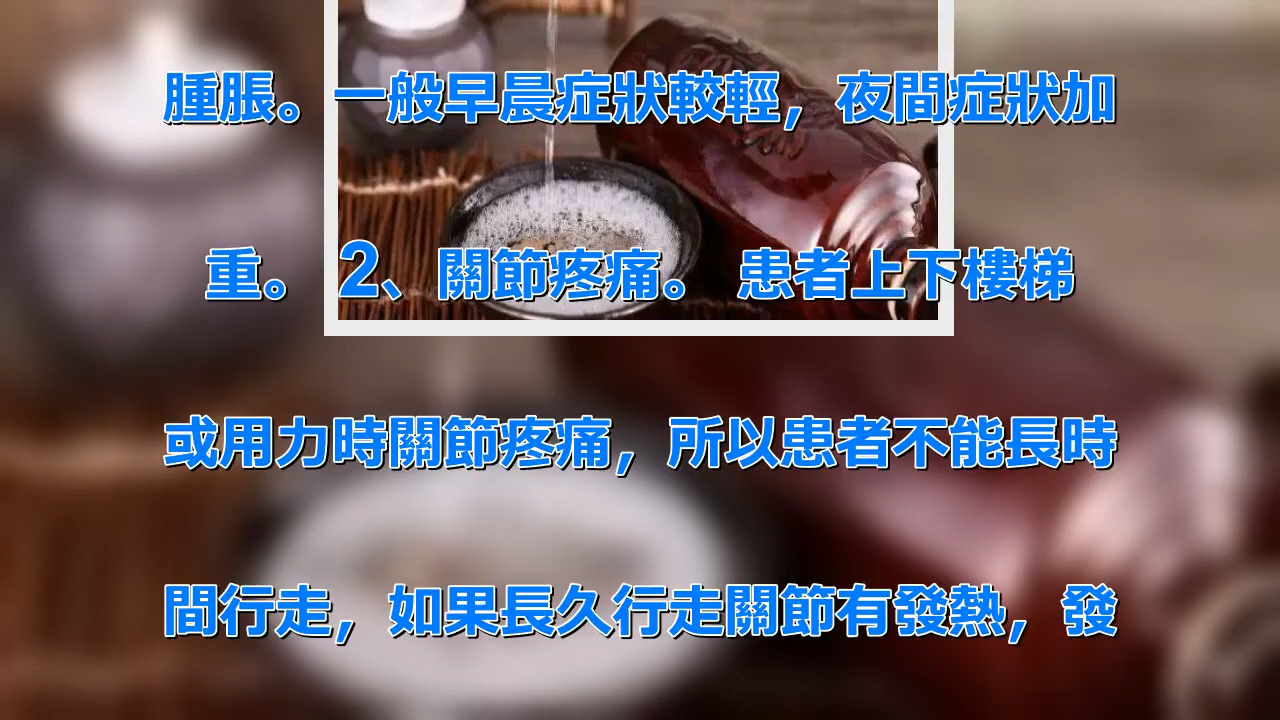 腫脹。一般早晨症狀較輕，夜間症狀加
重。 2、關節疼痛。 患者上下樓梯
或用力時關節疼痛，所以患者不能長時
間行走，如果長久行走關節有發熱，發